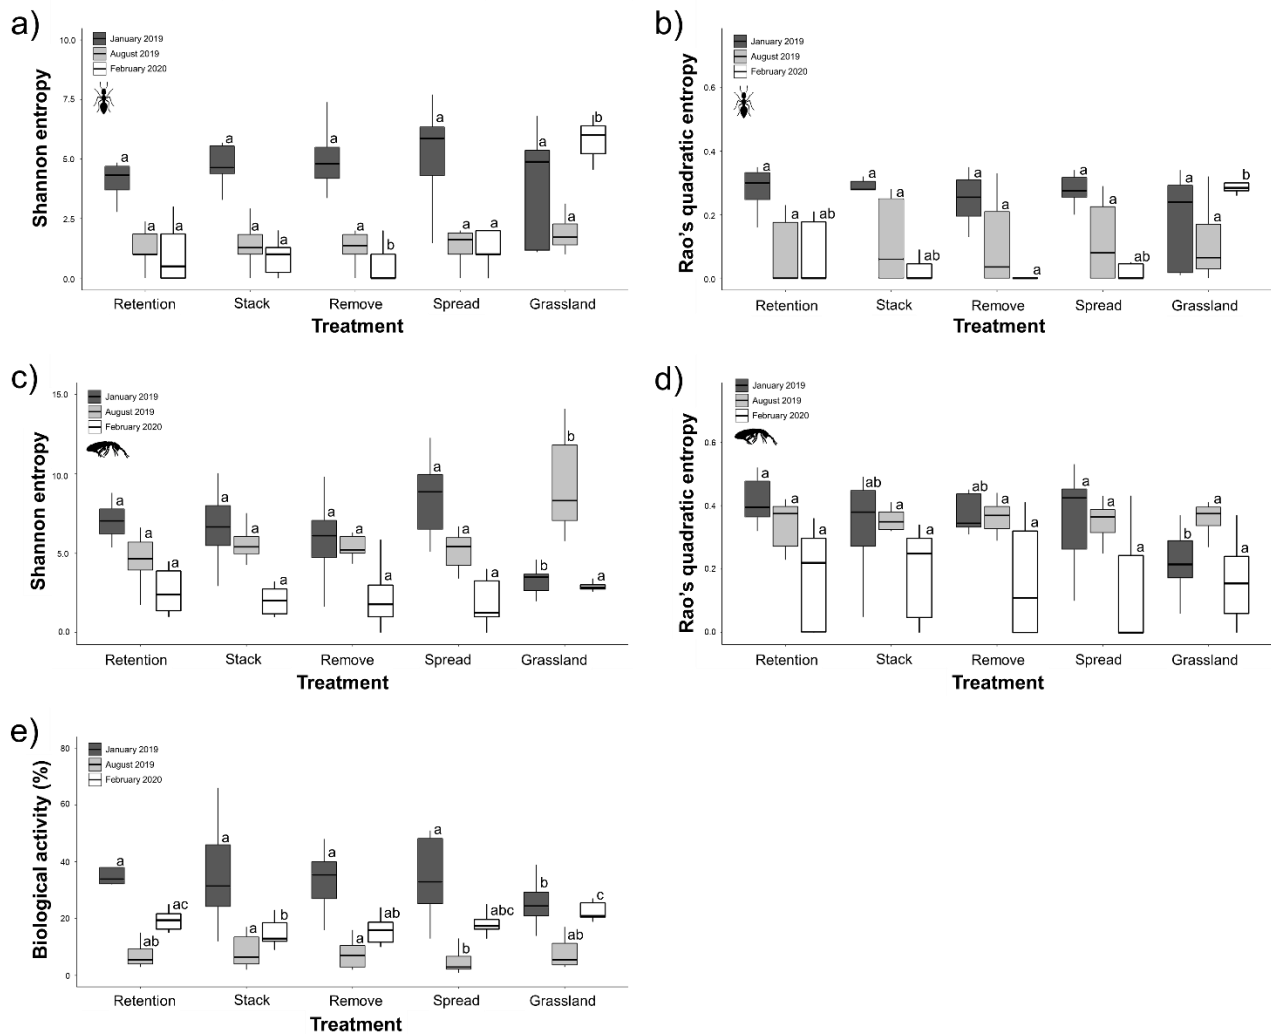 a)
Shannon entropy
10.0
7.5
5.0
2.5
0.0
January 2019
August 2019
February 2020
a a a a a b
a a a a a
a a b a
Retention Stack Remove Spread Grassland
Treatment
b)
Rao's quadratic entropy
0.6
0.4
0.2
0.0
January 2019
August 2019
February 2020
a a a a a b
a ab a a a a
ab a ab
Retention Stack Remove Spread Grassland
Treatment
c)
Shannon entropy
15.0
10.0
5.0
0.0
January 2019
August 2019
February 2020
a a a a b b
a a a a a
a a a a
Retention Stack Remove Spread Grassland
Treatment
d)
Rao's quadratic entropy
0.6
0.4
0.2
0.0
January 2019
August 2019
February 2020
a ab ab a b a
a a a a a
a a a a
Retention Stack Remove Spread Grassland
Treatment
e)
Biological activity (%)
80
60
40
20
0
January 2019
August 2019
February 2020
a a a a b c
ac b ab abc
ab a a b a
Retention Stack Remove Spread Grassland
Treatment